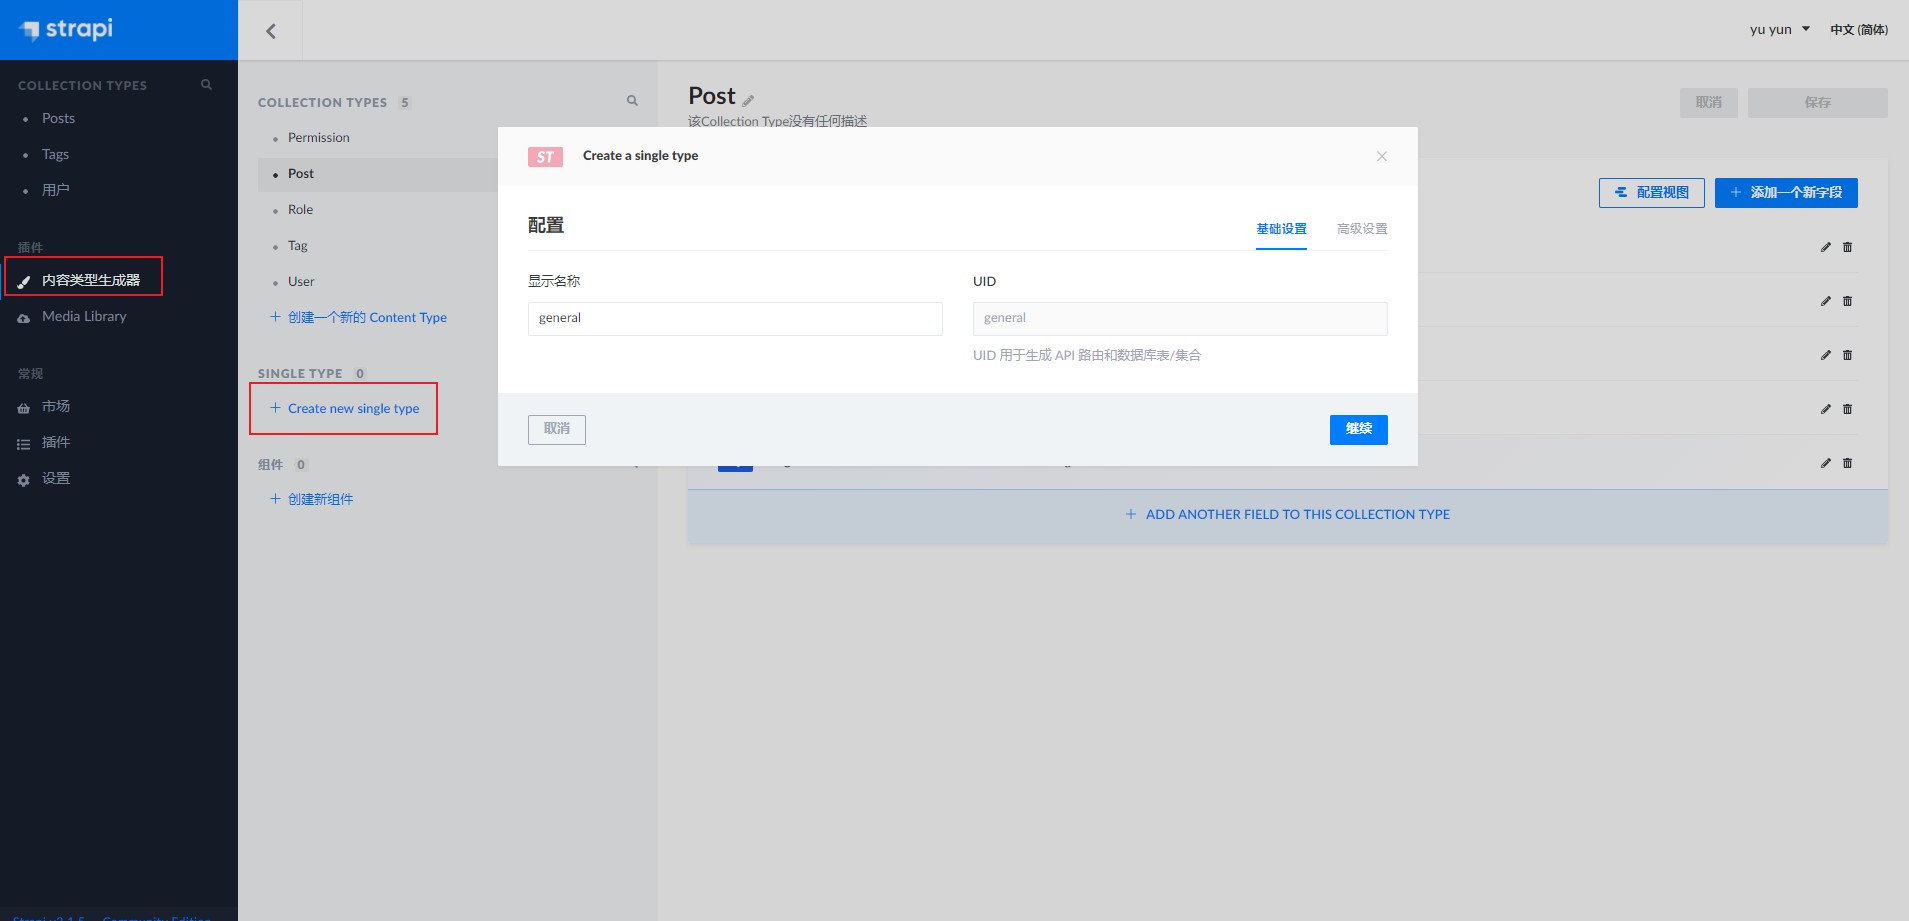 strapi
yu yun
中文 (简体)
COLLECTION TYPES
Posts
Tags
用户
插件
内容类型生成器
Media Library
常规
市场
插件
设置
COLLECTION TYPES 5
Permission
Post
Role
Tag
User
创建一个新的 Content Type
SINGLE TYPE 0
Create new single type
组件 0
创建新组件
Post
该Collection Type没有任何描述
取消
保存
配置视图
添加一个新字段
ST
Create a single type
配置
基础设置
高级设置
显示名称
UID
general
general
UID 用于生成 API 路由和数据库表/集合
取消
继续
ADD ANOTHER FIELD TO THIS COLLECTION TYPE